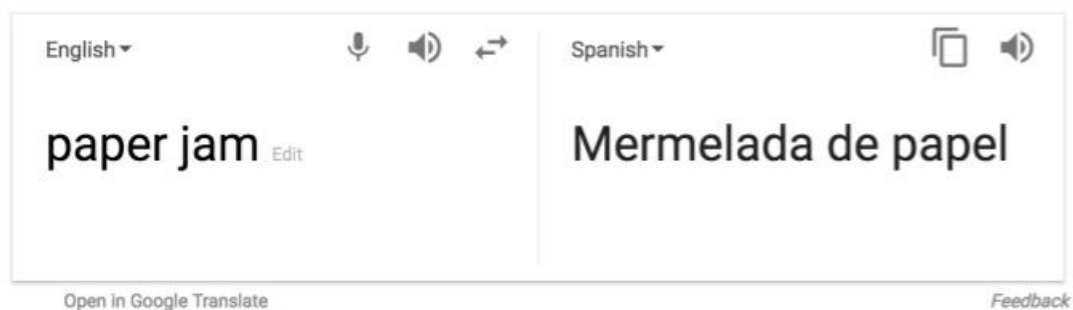 English
Spanish
paper jam Edit
Mermelada de papel
Open in Google Translate
Feedback